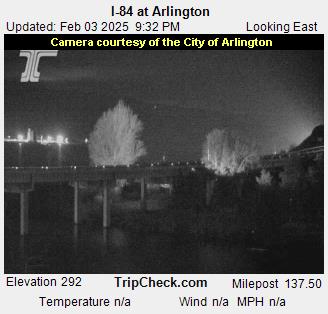 I-84 at Arlington
Updated: Feb 03 2025 9:32 PM Looking East
Camera courtesy of the City of Arlington
Elevation 292 TripCheck.com Milepost 137.50
Temperature n/a Wind n/a MPH n/a